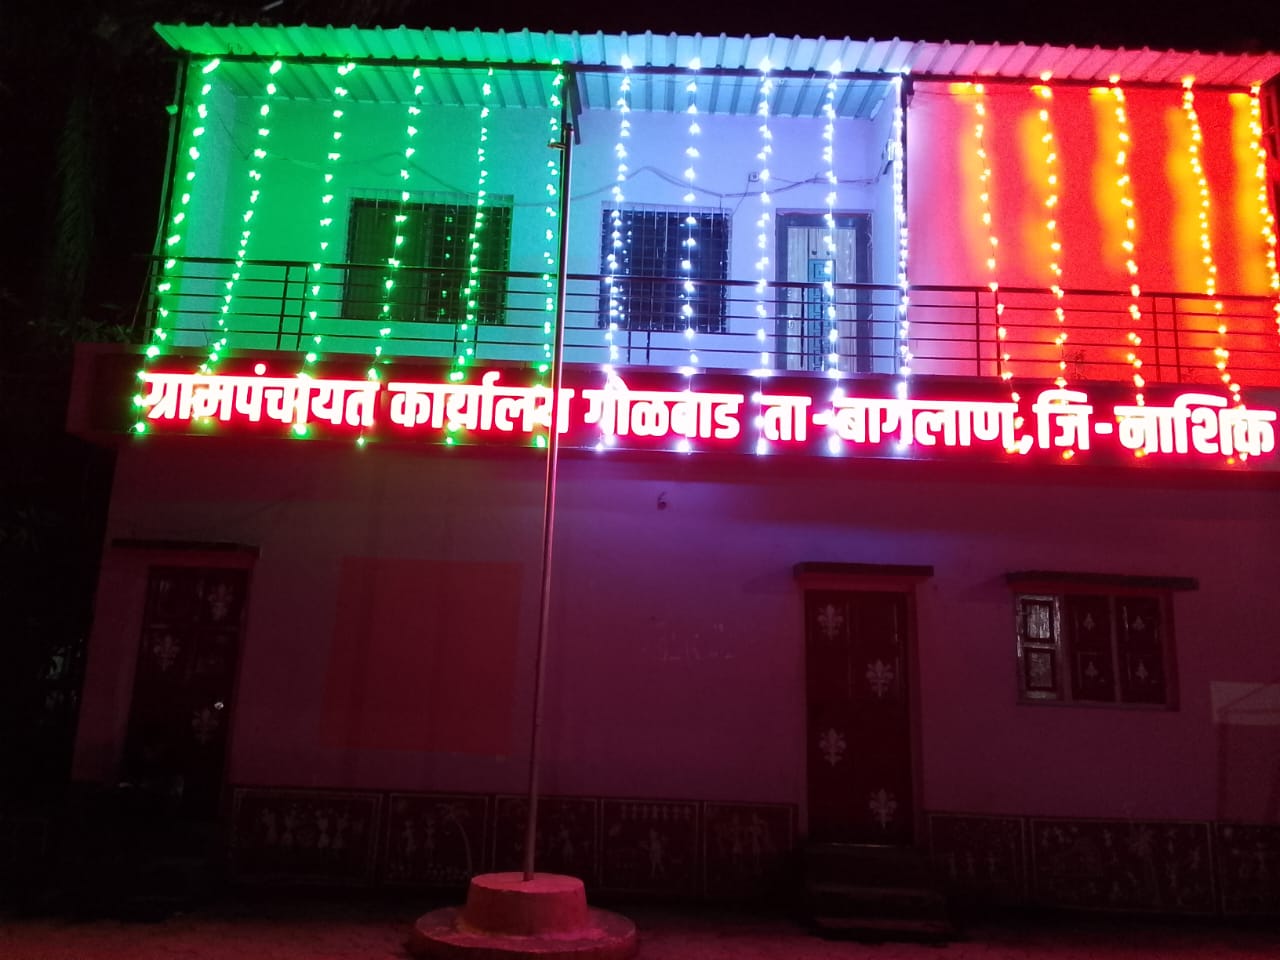 ग्रामपंचायत कार्यालय गोळबाड ता-बागलाण,जि-नाशिक